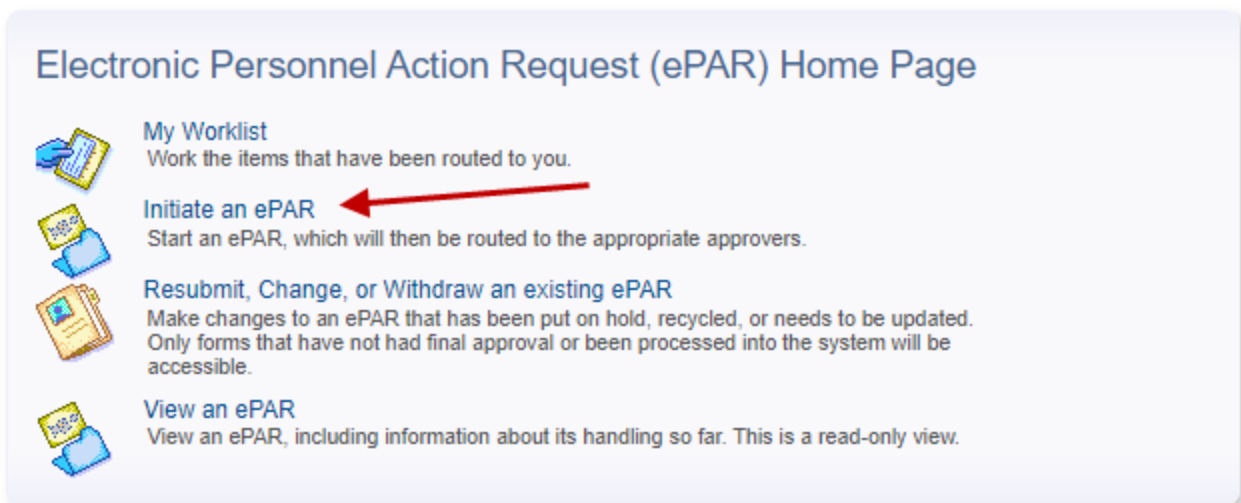 Electronic Personnel Action Request (ePAR) Home Page
My Worklist
Work the items that have been routed to you.
Initiate an ePAR
Start an ePAR, which will then be routed to the appropriate approvers.
Resubmit, Change, or Withdraw an existing ePAR
Make changes to an ePAR that has been put on hold, recycled, or needs to be updated.
Only forms that have not had final approval or been processed into the system will be
accessible.
View an ePAR
View an ePAR, including information about its handling so far. This is a read-only view.